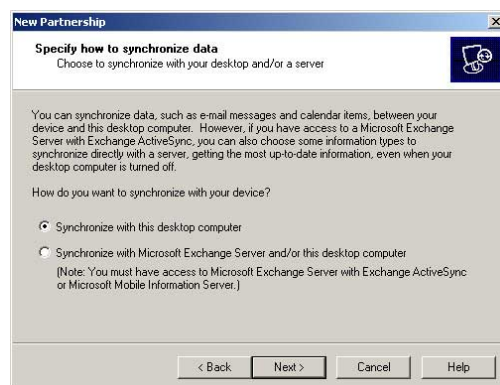 New Partnership
Specify how to synchronize data
Choose to synchronize with your desktop and/or a server
You can synchronize data, such as e-mail messages and calendar items, between your
device and this desktop computer. However, if you have access to a Microsoft Exchange
Server with Exchange ActiveSync, you can also choose some information types to
synchronize directly with a server, getting the most up-to-date information, even when your
desktop computer is turned off.
How do you want to synchronize with your device?
Synchronize with this desktop computer
Synchronize with Microsoft Exchange Server and/or this desktop computer
(Note: You must have access to Microsoft Exchange Server with Exchange ActiveSync
or Microsoft Mobile Information Server.)
< Back Next > Cancel Help